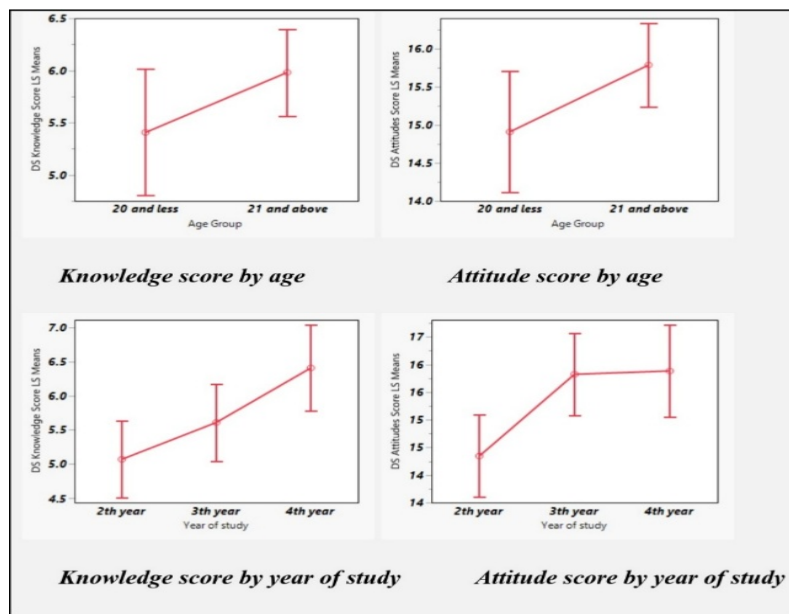 DS Knowledge Score LS Means
6.5
6.0
5.5
5.0
20 and less 21 and above
Age Group
DS Attitudes Score LS Means
16.0
15.5
15.0
14.5
14.0
20 and less 21 and above
Age Group
Knowledge score by age
Attitude score by age
DS Knowledge Score LS Means
7.0
6.5
6.0
5.5
5.0
4.5
2th year 3th year 4th year
Year of study
DS Attitudes Score LS Means
17
16
16
15
15
14
14
2th year 3th year 4th year
Year of study
Knowledge score by year of study
Attitude score by year of study